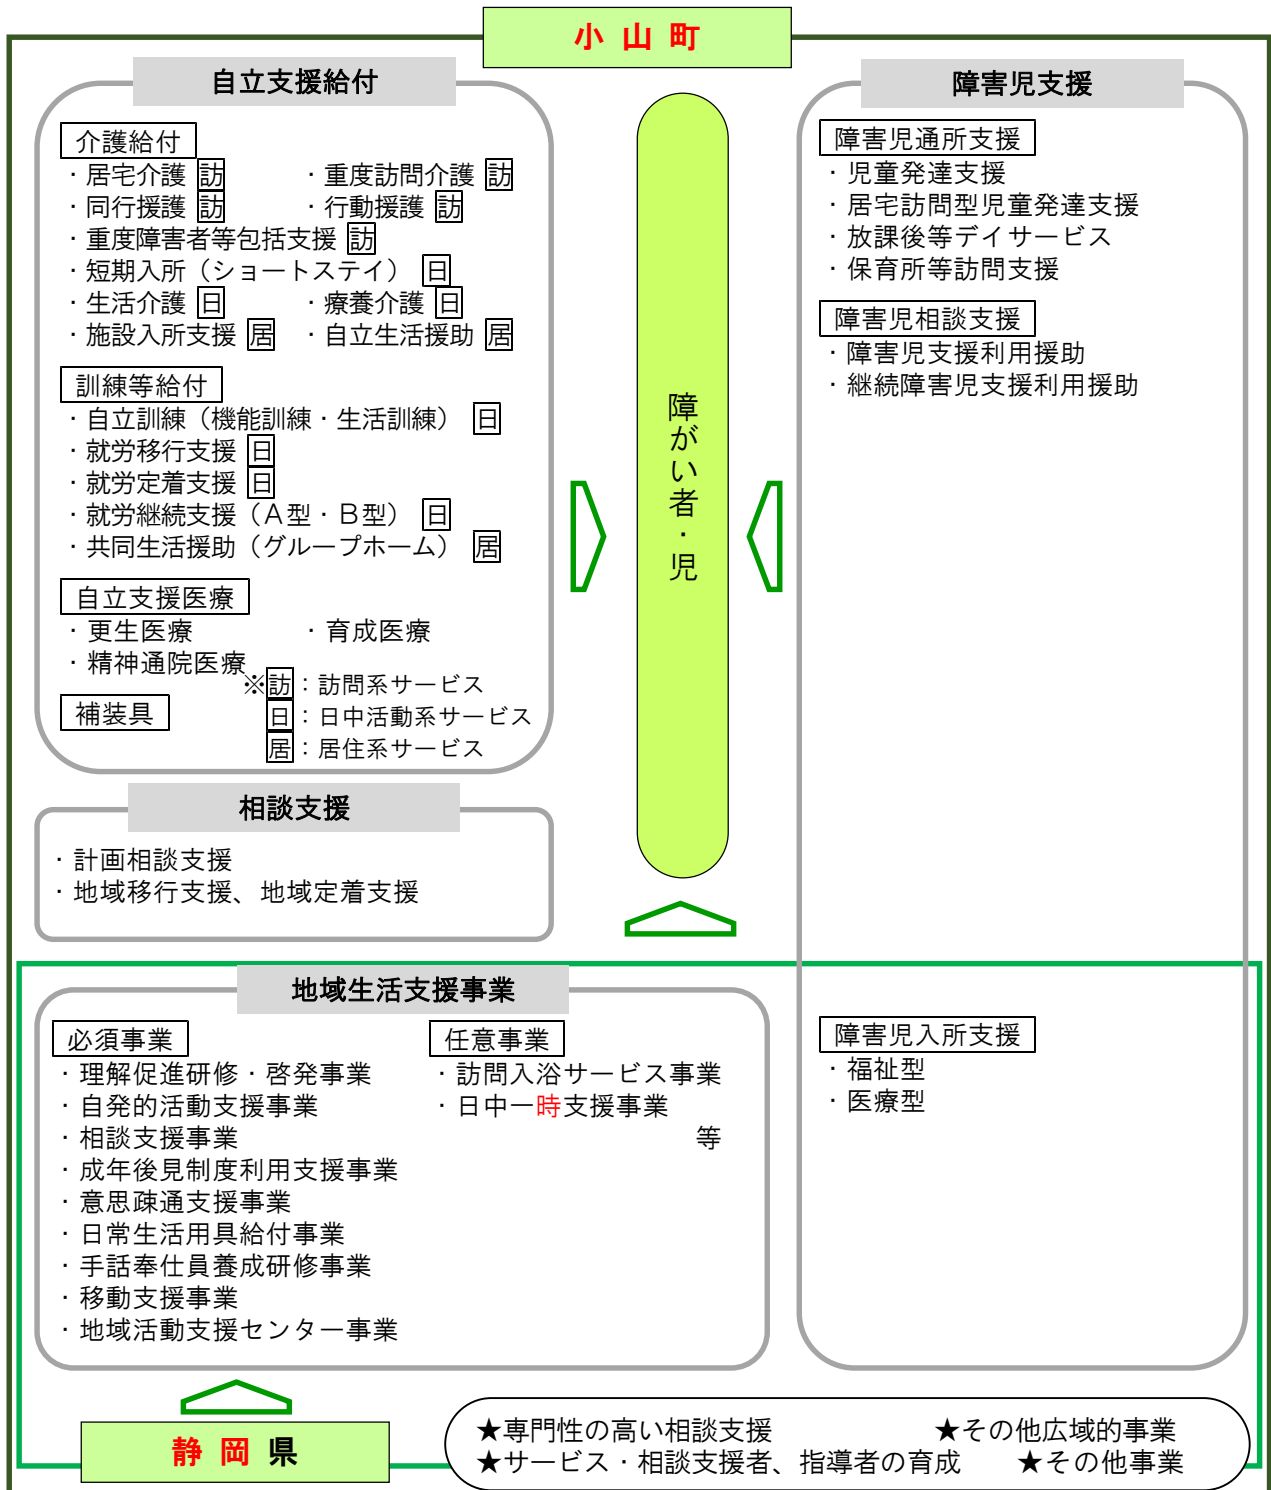 小 山 町
自立支援給付
介護給付
・居宅介護 訪 ・重度訪問介護 訪
・同行援護 訪 ・行動援護 訪
・重度障害者等包括支援 訪
・短期入所（ショートステイ） 日
・生活介護 日 ・療養介護 日
・施設入所支援 居 ・自立生活援助 居
訓練等給付
・自立訓練（機能訓練・生活訓練） 日
・就労移行支援 日
・就労定着支援 日
・就労継続支援（Ａ型・Ｂ型） 日
・共同生活援助（グループホーム） 居
自立支援医療
・更生医療 ・育成医療
・精神通院医療
補装具
※訪：訪問系サービス
日：日中活動系サービス
居：居住系サービス
相談支援
・計画相談支援
・地域移行支援、地域定着支援
障がい者・児
障害児支援
障害児通所支援
・児童発達支援
・居宅訪問型児童発達支援
・放課後等デイサービス
・保育所等訪問支援
障害児相談支援
・障害児支援利用援助
・継続障害児支援利用援助
障害児入所支援
・福祉型
・医療型
地域生活支援事業
必須事業
・理解促進研修・啓発事業
・自発的活動支援事業
・相談支援事業
・成年後見制度利用支援事業
・意思疎通支援事業
・日常生活用具給付事業
・手話奉仕員養成研修事業
・移動支援事業
・地域活動支援センター事業
任意事業
・訪問入浴サービス事業
・日中一時支援事業
等
静 岡 県
★専門性の高い相談支援 ★その他広域的事業
★サービス・相談支援者、指導者の育成 ★その他事業